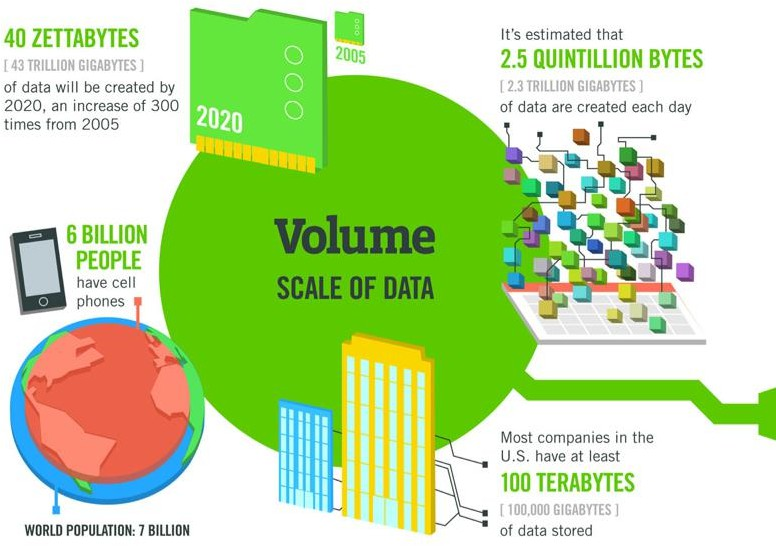 40 ZETTABYTES
[ 43 TRILLION GIGABYTES ]
of data will be created by
2020, an increase of 300
times from 2005
2020
2005
It's estimated that
2.5 QUINTILLION BYTES
[ 2.3 TRILLION GIGABYTES ]
of data are created each day
6 BILLION
PEOPLE
have cell
phones
WORLD POPULATION: 7 BILLION
Volume
SCALE OF DATA
Most companies in the
U.S. have at least
100 TERABYTES
[ 100,000 GIGABYTES ]
of data stored